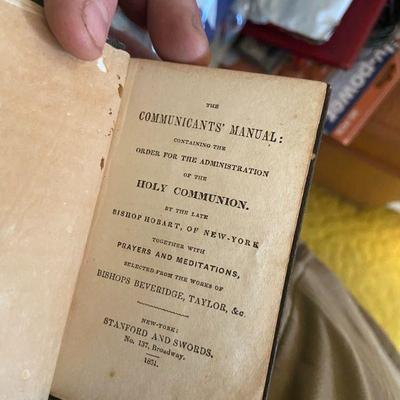 THE
COMMUNICANTS' MANUAL:
CONTAINING THE
ORDER FOR THE ADMINISTRATION
OF THE
HOLY COMMUNION.
BY THE LATE
BISHOP HOBART, OF NEW-YORK
TOGETHER WITH
PRAYERS AND MEDITATIONS,
SELECTED FROM THE WORKS OF
BISHOPS BEVERIDGE, TAYLOR, &c.
NEW-YORK:
STANFORD AND SWORDS,
No. 137, Broadway.
1851.